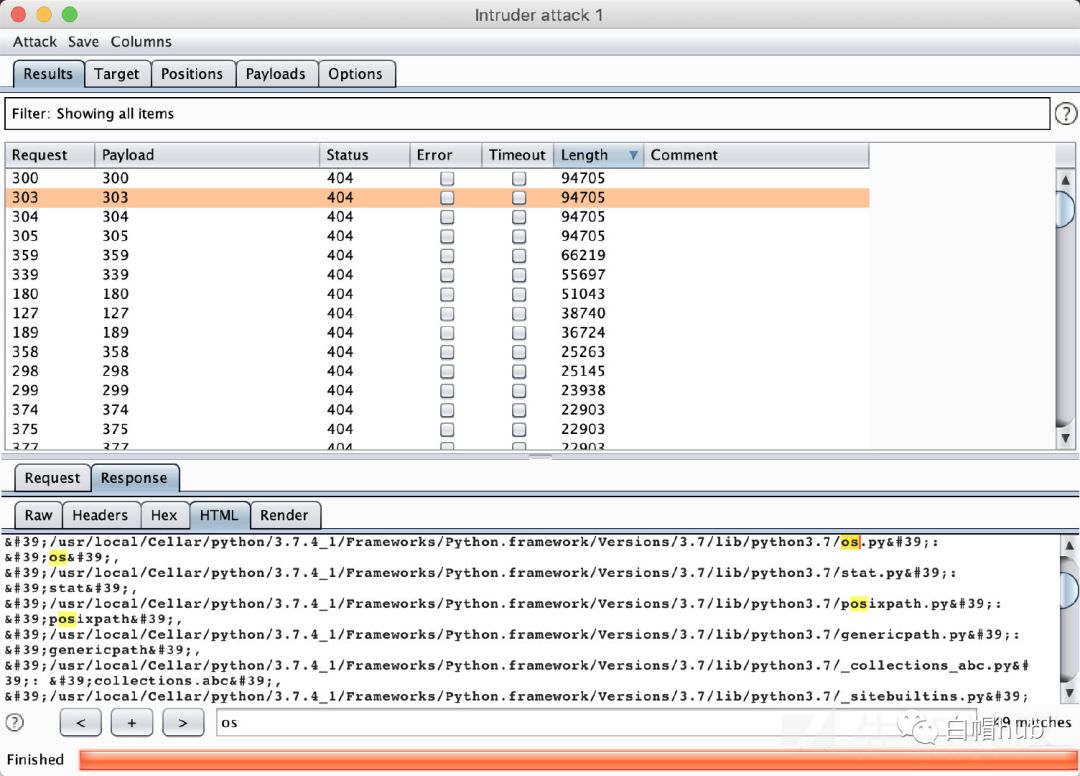 Intruder attack 1
Attack Save Columns
Results Target Positions Payloads Options
Filter: Showing all items ?
Request Payload Status Error Timeout Length Comment
300 300 404 94705
303 303 404 94705
304 304 404 94705
305 305 404 94705
359 359 404 66219
339 339 404 55697
180 180 404 51043
127 127 404 38740
189 189 404 36724
358 358 404 25263
298 298 404 25145
299 299 404 23938
374 374 404 22903
375 375 404 22903
377 377 404 22903
Request Response
Raw Headers Hex HTML Render
&#39;/usr/local/Cellar/python/3.7.4_1/Frameworks/Python.framework/Versions/3.7/lib/python3.7/os.py&#39;:
&#39;os&#39;,
&#39;/usr/local/Cellar/python/3.7.4_1/Frameworks/Python.framework/Versions/3.7/lib/python3.7/stat.py&#39;:
&#39;stat&#39;,
&#39;/usr/local/Cellar/python/3.7.4_1/Frameworks/Python.framework/Versions/3.7/lib/python3.7/posixpath.py&#39;:
&#39;posixpath&#39;,
&#39;/usr/local/Cellar/python/3.7.4_1/Frameworks/Python.framework/Versions/3.7/lib/python3.7/genericpath.py&#39;:
&#39;genericpath&#39;,
&#39;/usr/local/Cellar/python/3.7.4_1/Frameworks/Python.framework/Versions/3.7/lib/python3.7/_collections_abc.py&#
39;: &#39;collections.abc&#39;,
&#39;/usr/local/Cellar/python/3.7.4_1/Frameworks/Python.framework/Versions/3.7/lib/python3.7/_sitebuiltins.py&#39;
? < + > os 49 matches
白帽hub
Finished